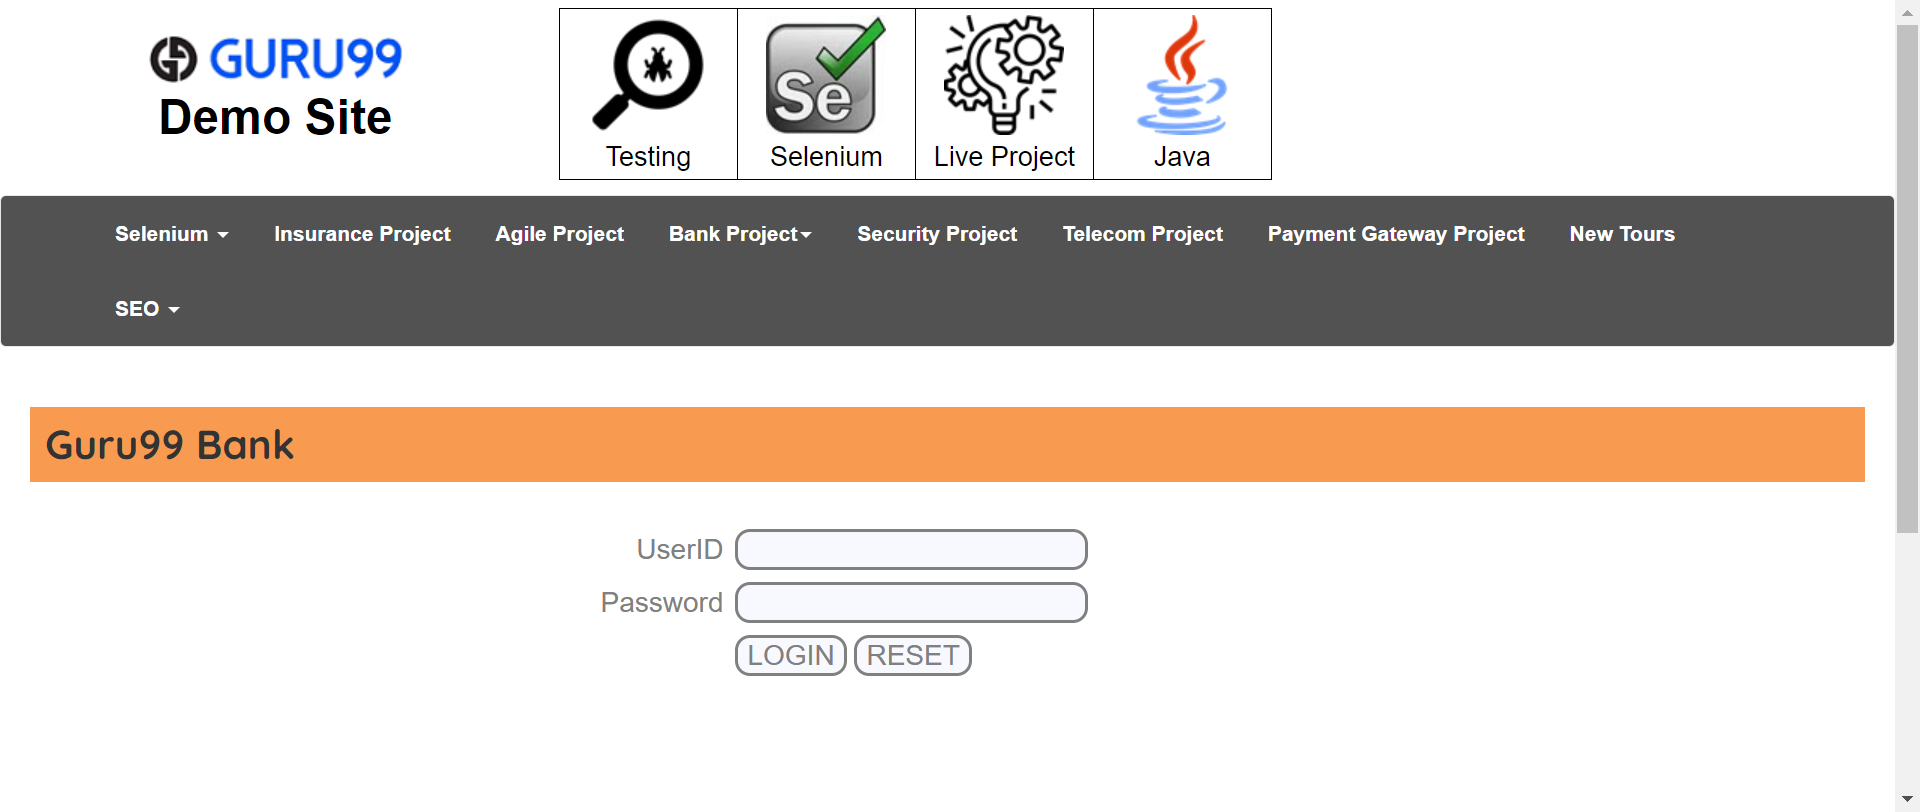 GURU99
Demo Site
Testing
Se
Selenium
Live Project
Java
Selenium
Insurance Project
Agile Project
Bank Project
Security Project
Telecom Project
Payment Gateway Project
New Tours
SEO
Guru99 Bank
UserID
Password
LOGIN
RESET